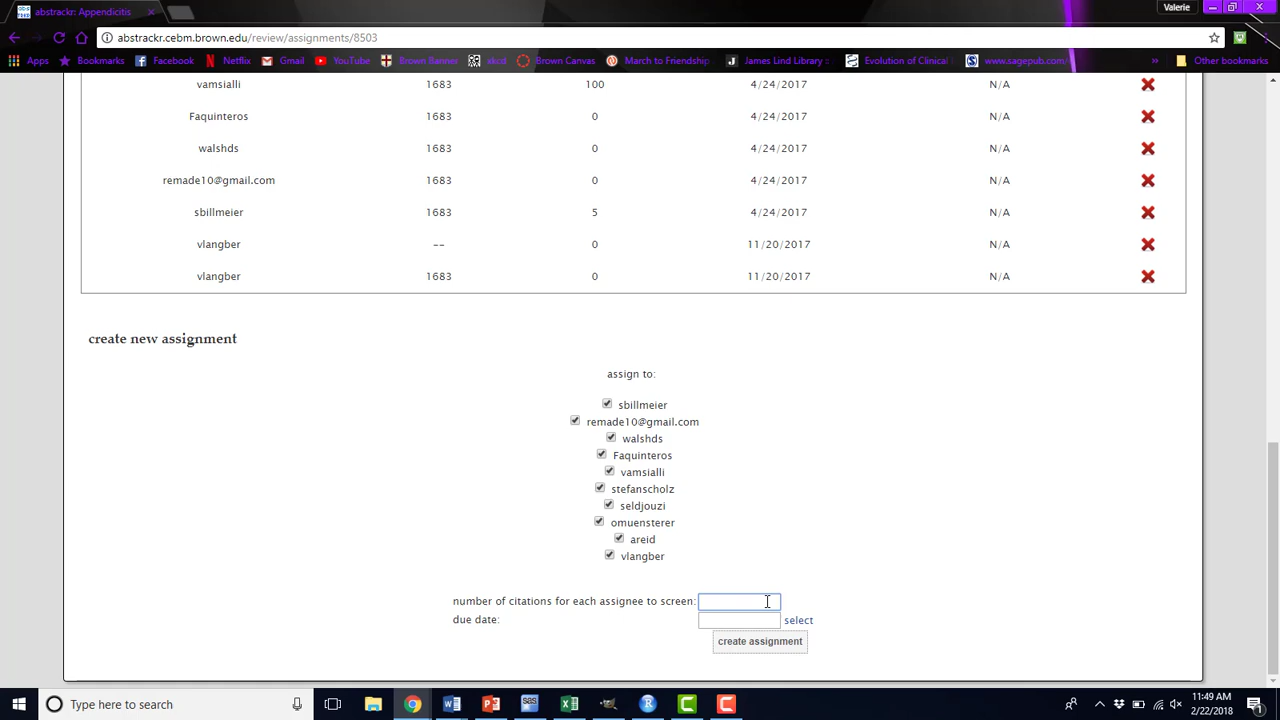 abstrackr: Appendicitis
Valerie
abstrackr.cebm.brown.edu/review/assignments/8503
Apps Bookmarks Facebook Netflix Gmail YouTube Brown Banner xkcd Brown Canvas March to Friendship James Lind Library :: Evolution of Clinical www.sagepub.com/ » Other bookmarks
vamsialli 1683 100 4/24/2017 N/A
Faquinteros 1683 0 4/24/2017 N/A
walshds 1683 0 4/24/2017 N/A
remade10@gmail.com 1683 0 4/24/2017 N/A
sbillmeier 1683 5 4/24/2017 N/A
vlangber -- 0 11/20/2017 N/A
vlangber 1683 0 11/20/2017 N/A
create new assignment
assign to:
sbillmeier
remade10@gmail.com
walshds
Faquinteros
vamsialli
stefanscholz
seldjouzi
omuensterer
areid
vlangber
number of citations for each assignee to screen:
due date: select
create assignment
Type here to search
11:49 AM
2/22/2018